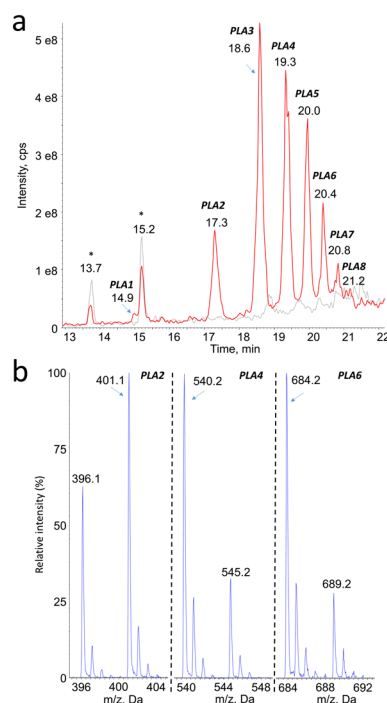 a
5 e8
4 e8
3 e8
2 e8
1 e8
0
Intensity, cps
*
13.7
PLA1
14.9
*
15.2
PLA2
17.3
PLA3
18.6
PLA4
19.3
PLA5
20.0
PLA6
20.4
PLA7
20.8
PLA8
21.2
13 14 15 16 17 18 19 20 21 22
Time, min
b
100
75
50
25
0
Relative intensity (%)
PLA2
401.1
396.1
396 400 404
m/z, Da
PLA4
540.2
545.2
540 544 548
m/z, Da
PLA6
684.2
689.2
684 688 692
m/z, Da